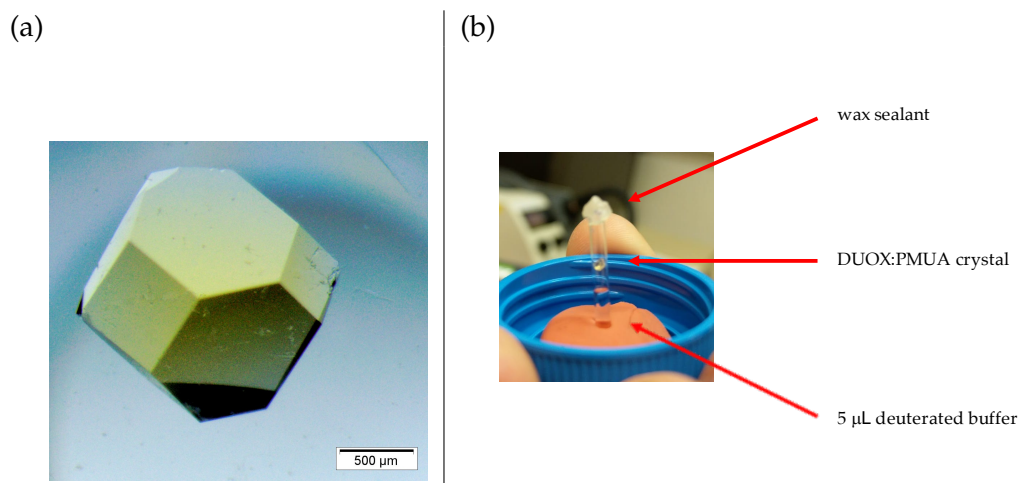 (a)
(b)
wax sealant
DUOX:PMUA crystal
5 μL deuterated buffer
500 μm